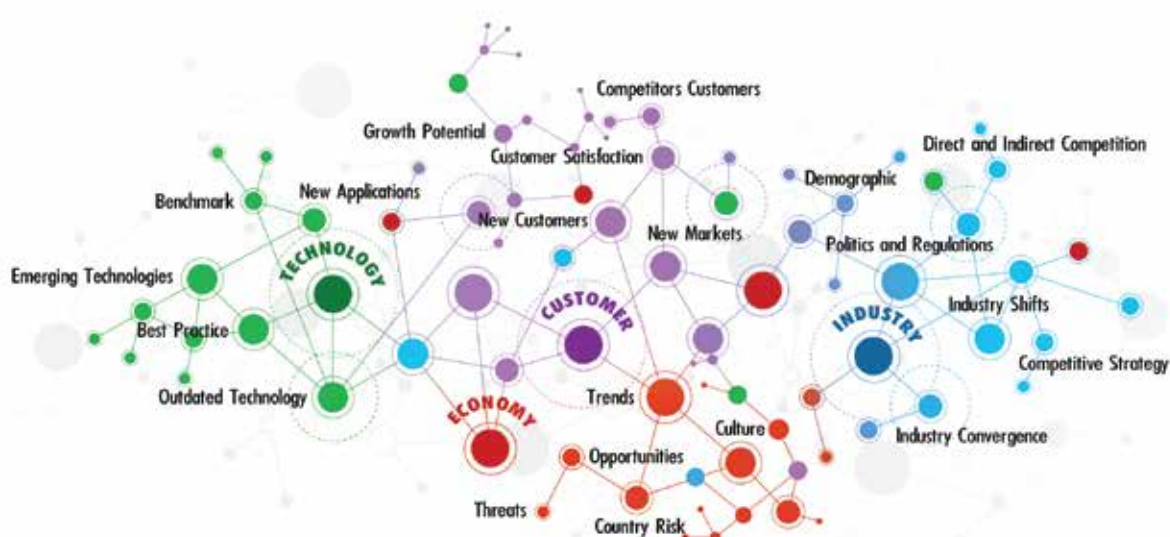 Competitors Customers
Growth Potential
Direct and Indirect Competition
Customer Satisfaction
Demographic
New Applications
Benchmark
New Customers
New Markets
Politics and Regulations
TECHNOLOGY
Emerging Technologies
CUSTOMER
INDUSTRY
Industry Shifts
Best Practice
Competitive Strategy
Outdated Technology
ECONOMY
Trends
Culture
Industry Convergence
Opportunities
Threats
Country Risk